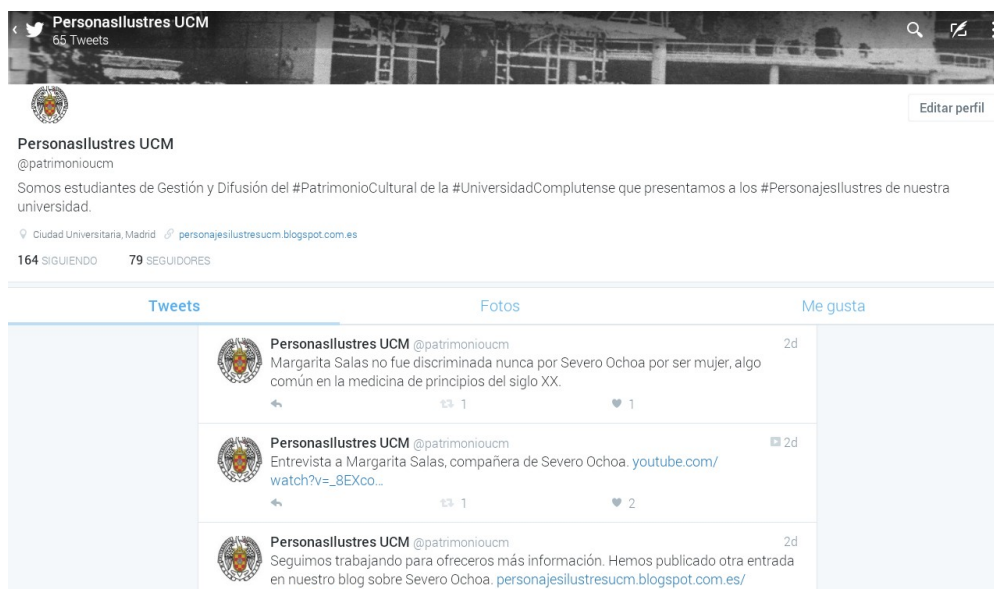 PersonasIlustres UCM
65 Tweets
Editar perfil
PersonasIlustres UCM
@patrimonioucm
Somos estudiantes de Gestión y Difusión del #PatrimonioCultural de la #UniversidadComplutense que presentamos a los #PersonajesIlustres de nuestra
universidad.
Ciudad Universitaria, Madrid personajesilustresucm.blogspot.com.es
164 SIGUIENDO 79 SEGUIDORES
Tweets Fotos Me gusta
PersonasIlustres UCM @patrimonioucm 2d
Margarita Salas no fue discriminada nunca por Severo Ochoa por ser mujer, algo
común en la medicina de principios del siglo XX.
1 1
PersonasIlustres UCM @patrimonioucm 2d
Entrevista a Margarita Salas, compañera de Severo Ochoa. youtube.com/
watch?v=_8EXco...
1 2
PersonasIlustres UCM @patrimonioucm 2d
Seguimos trabajando para ofreceros más información. Hemos publicado otra entrada
en nuestro blog sobre Severo Ochoa. personajesilustresucm.blogspot.com.es/